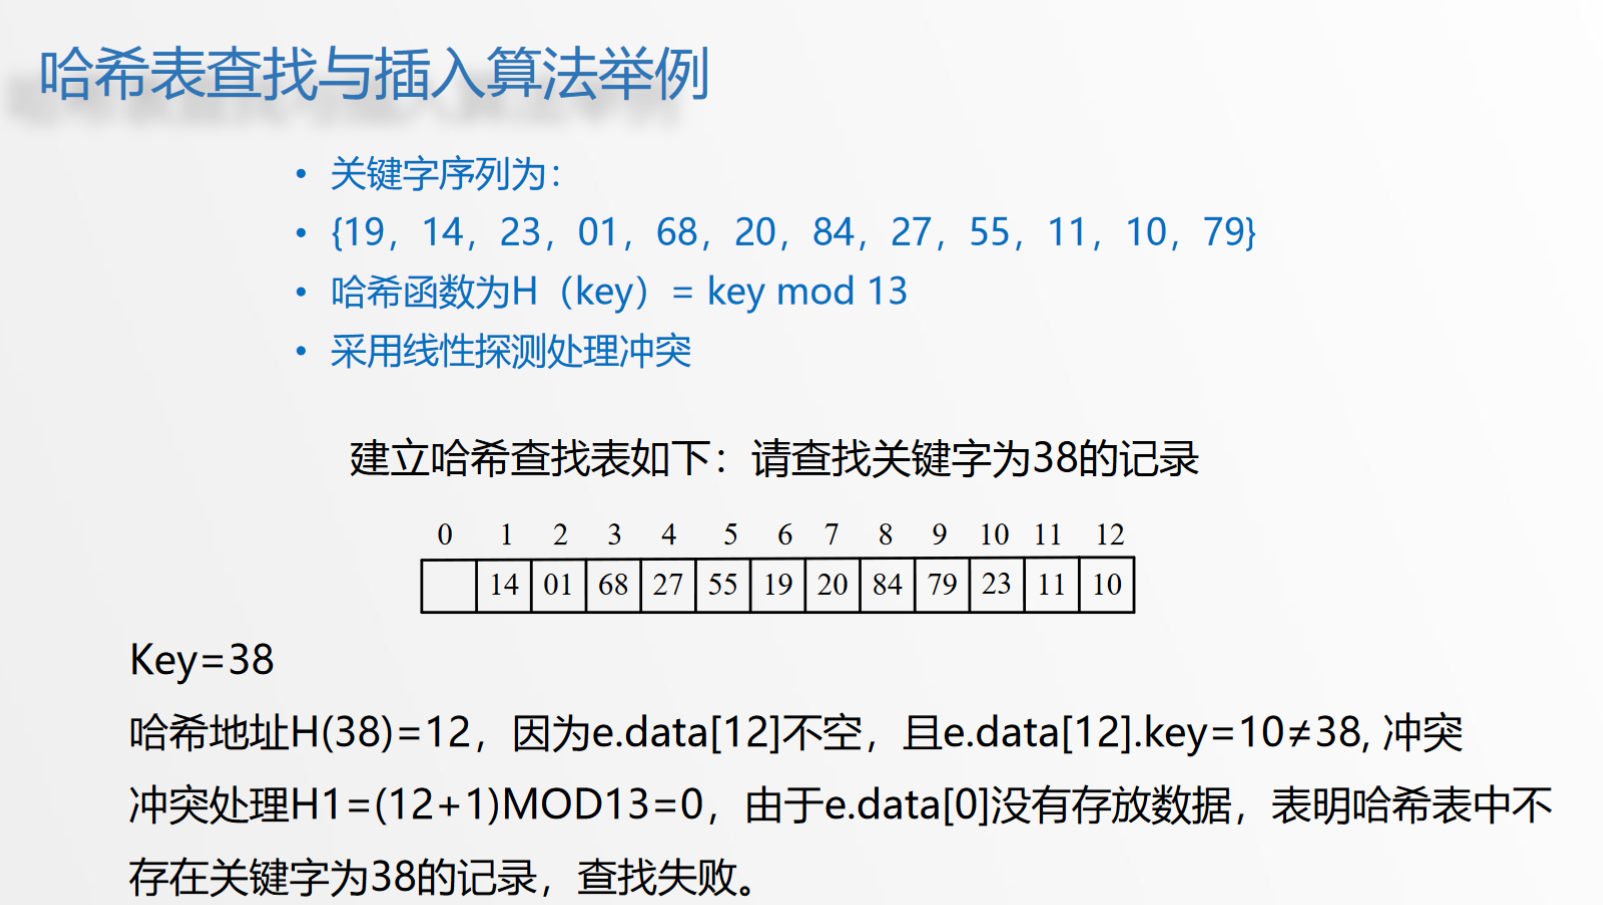 哈希表查找与插入算法举例
• 关键字序列为：
• {19，14，23，01，68，20，84，27，55，11，10，79}
• 哈希函数为H（key）= key mod 13
• 采用线性探测处理冲突
建立哈希查找表如下：请查找关键字为38的记录
0 1 2 3 4 5 6 7 8 9 10 11 12
14 01 68 27 55 19 20 84 79 23 11 10
Key=38
哈希地址H(38)=12，因为e.data[12]不空，且e.data[12].key=10≠38, 冲突
冲突处理H1=(12+1)MOD13=0，由于e.data[0]没有存放数据，表明哈希表中不
存在关键字为38的记录，查找失败。